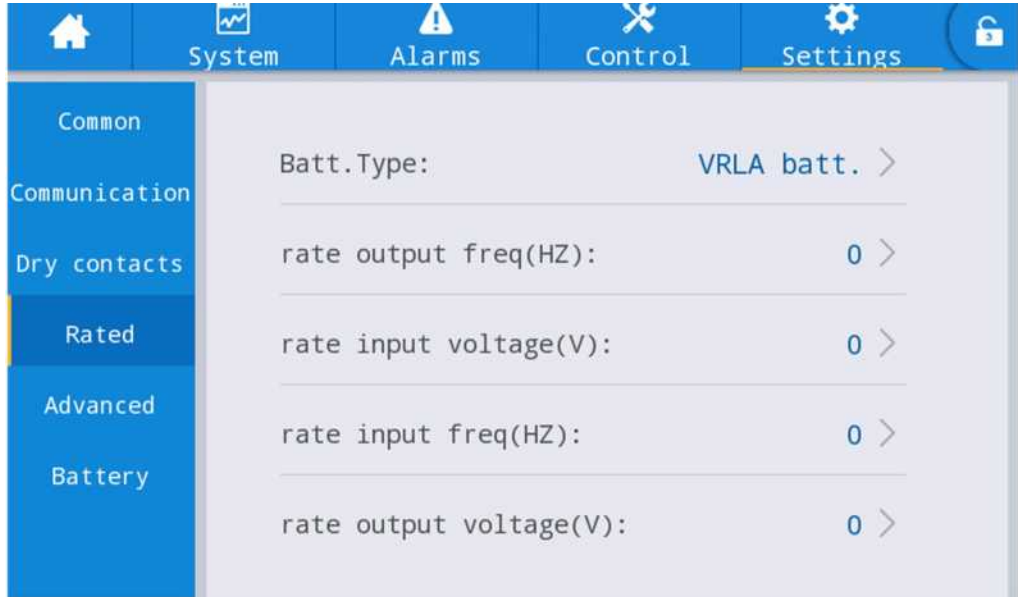 System
Alarms
Control
Settings
Common
Communication
Dry contacts
Rated
Advanced
Battery
Batt.Type: VRLA batt.
rate output freq(HZ): 0
rate input voltage(V): 0
rate input freq(HZ): 0
rate output voltage(V): 0